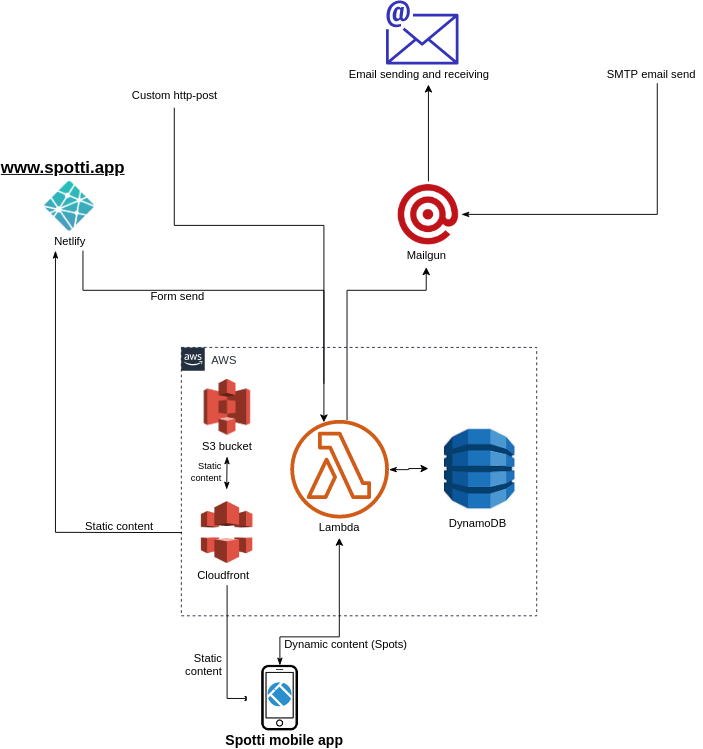 @
Email sending and receiving
SMTP email send
Custom http-post
www.spotti.app
Netlify
Mailgun
Form send
aws
AWS
S3 bucket
Static
content
Lambda
DynamoDB
Static content
Cloudfront
Dynamic content (Spots)
Static
content
Spotti mobile app